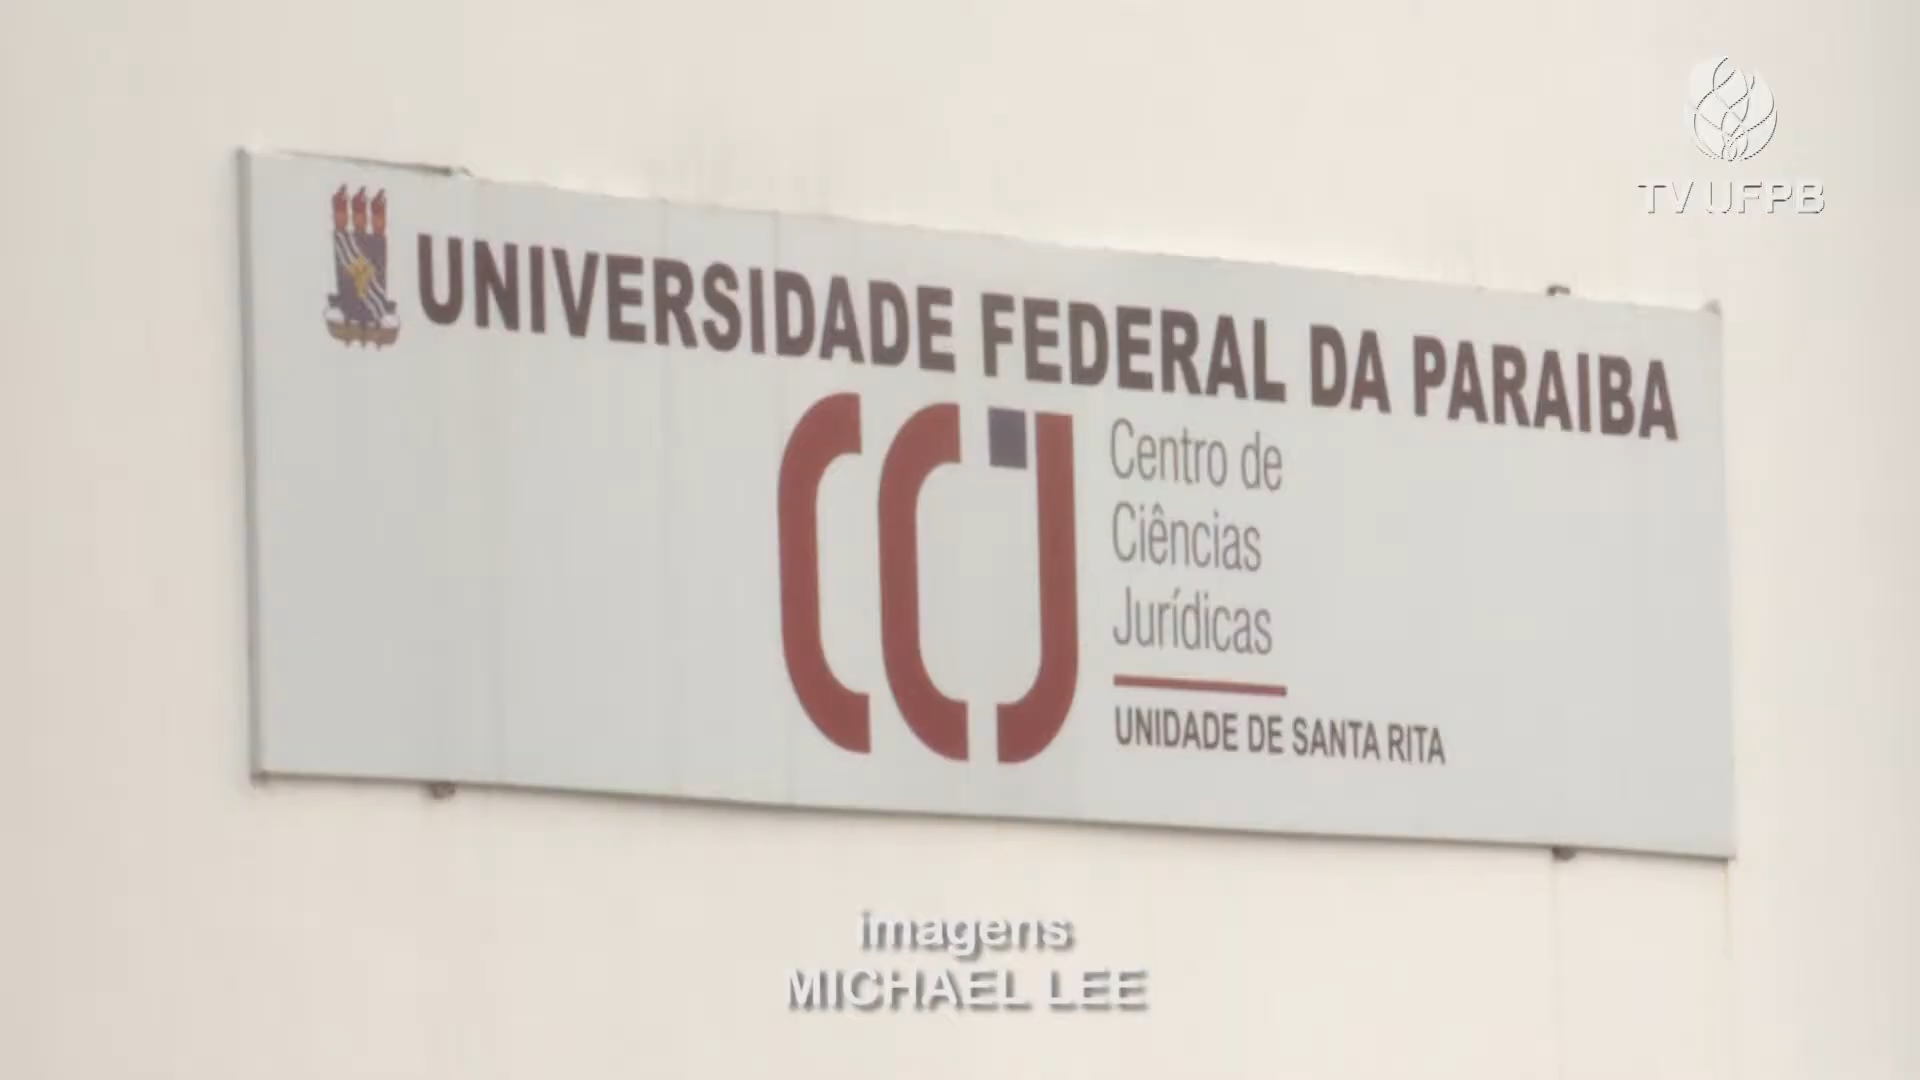 TV UFPB
UNIVERSIDADE FEDERAL DA PARAIBA
CCJ
Centro de
Ciências
Jurídicas
UNIDADE DE SANTA RITA
imagens
MICHAEL LEE